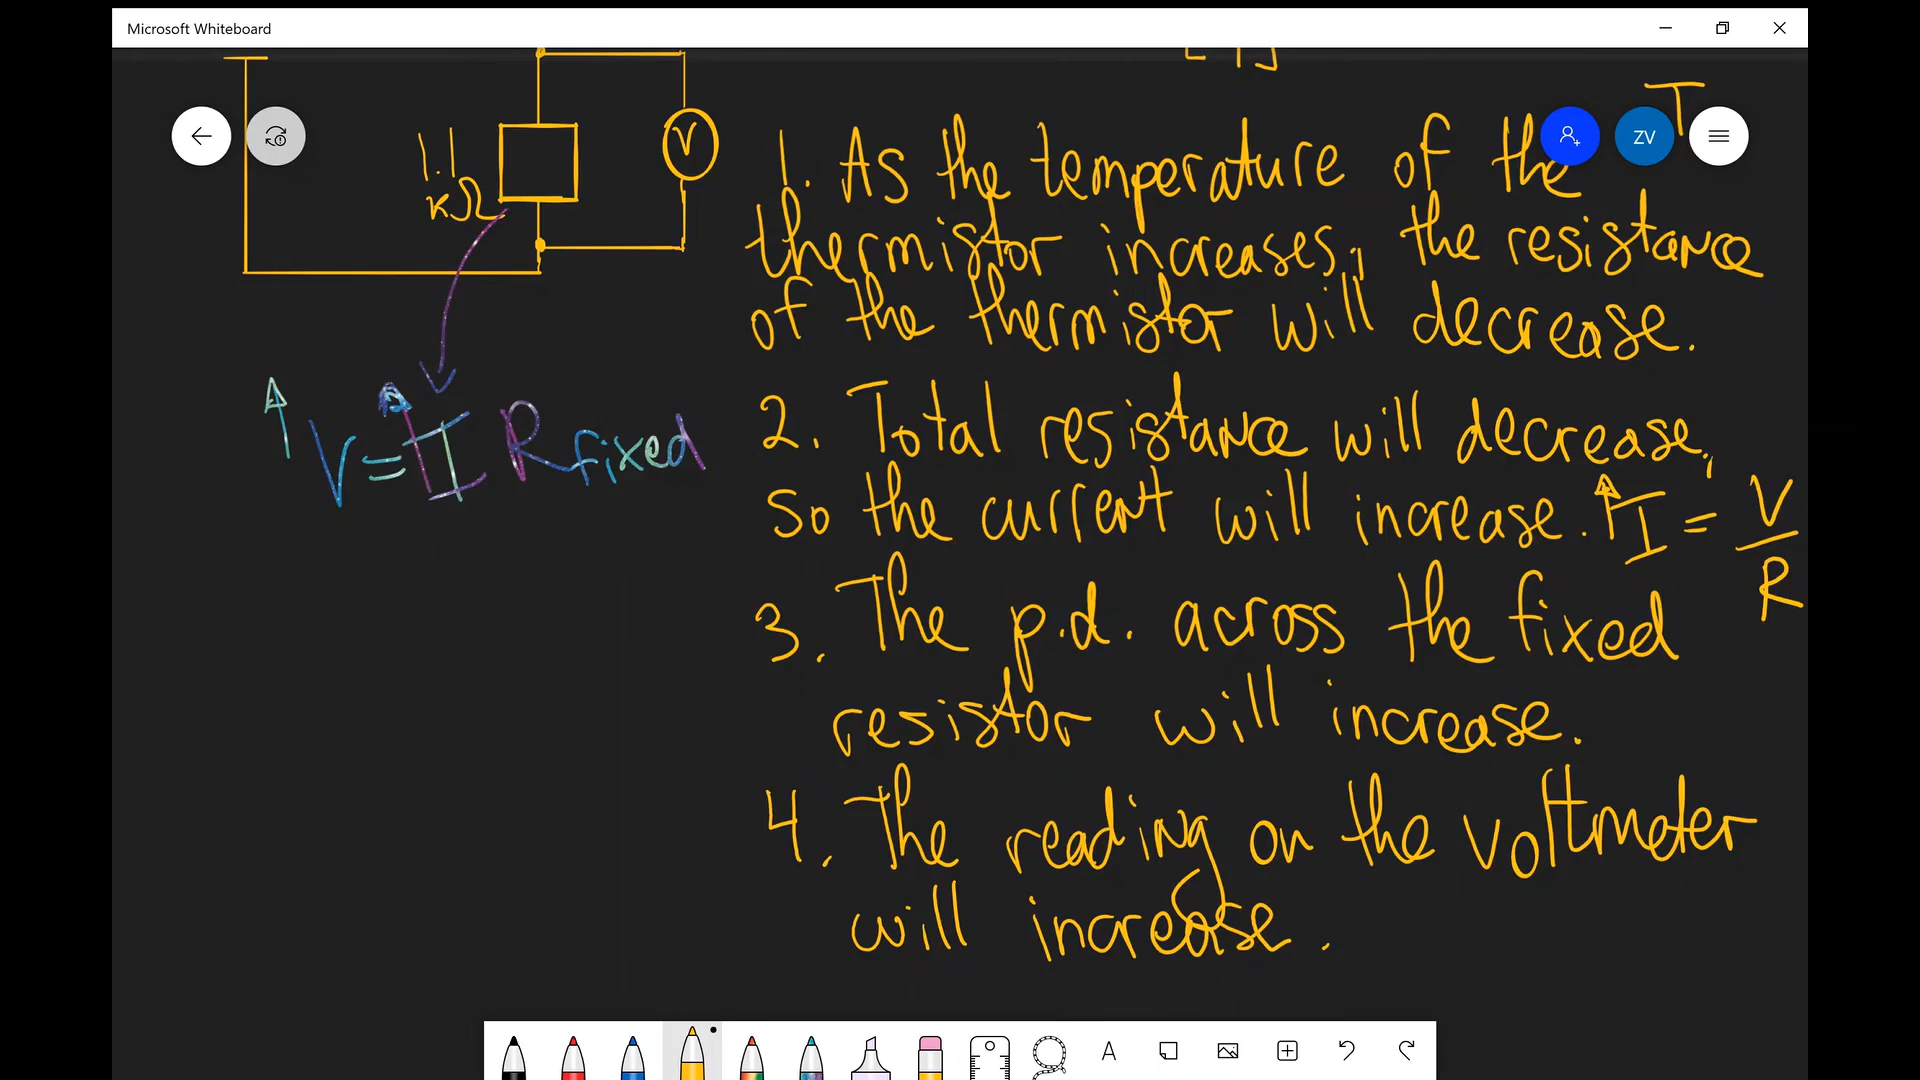 Microsoft Whiteboard
[4]
T
1.1
kΩ
V
ZV
1. As the temperature of the
thermistor increases, the resistance
of the thermistor will decrease.
V = I Rfixed
2. Total resistance will decrease,
so the current will increase. ↑I = V/R
3. The p.d. across the fixed
resistor will increase.
4. The reading on the voltmeter
will increase.
A